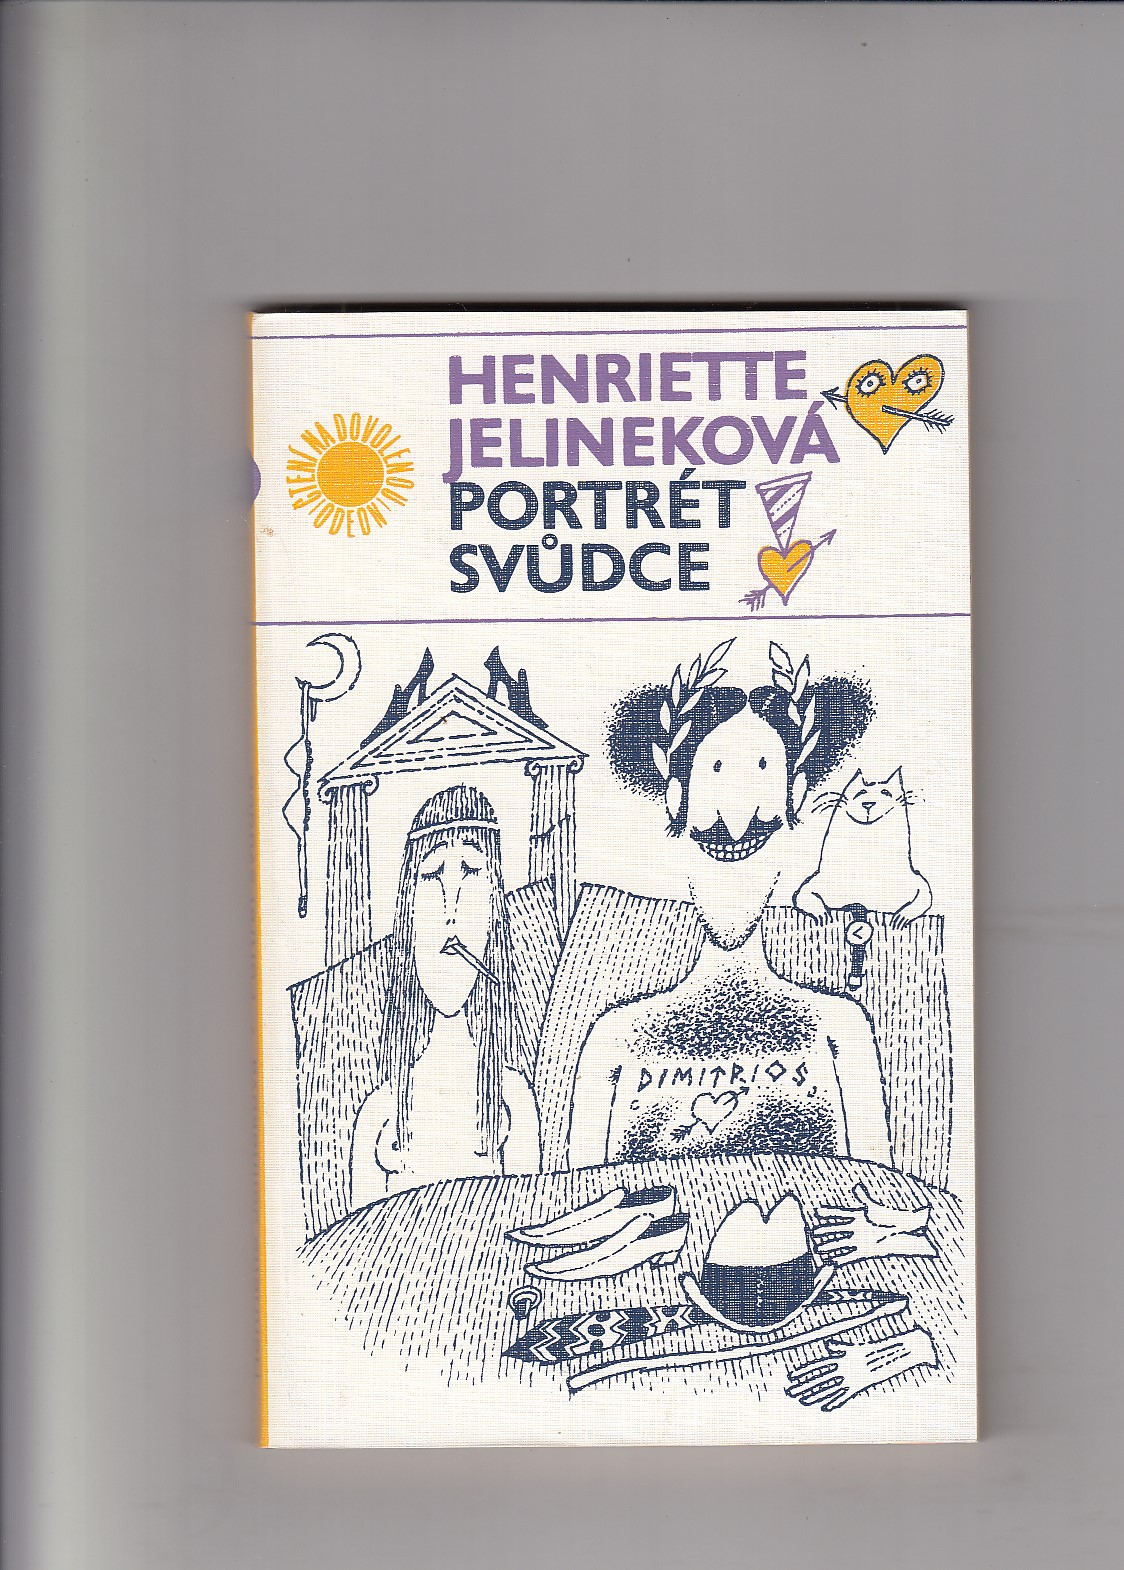 HENRIETTE
JELINEKOVÁ
PORTRÉT
SVŮDCE
ČTENÍ NA DOVOLENOU
ODEON
DIMITRIOS